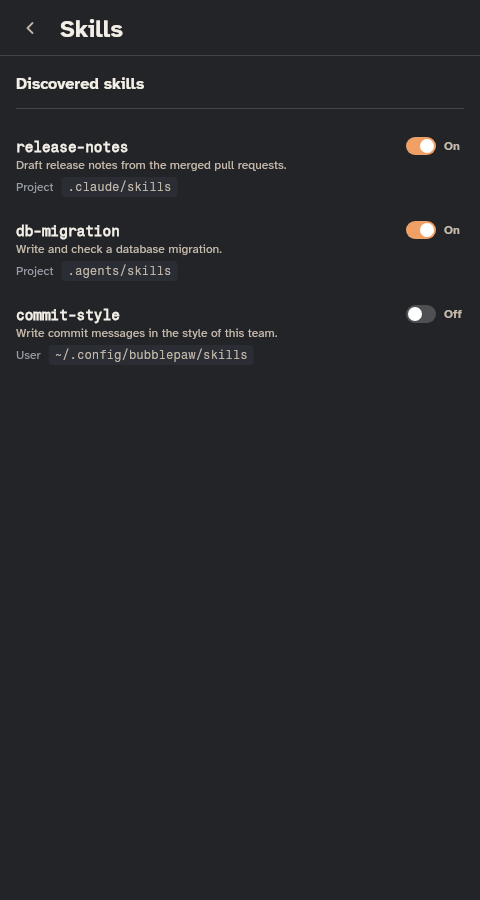 Skills
Discovered skills
release-notes
On
Draft release notes from the merged pull requests.
Project .claude/skills
db-migration
On
Write and check a database migration.
Project .agents/skills
commit-style
Off
Write commit messages in the style of this team.
User ~/.config/bubblepaw/skills